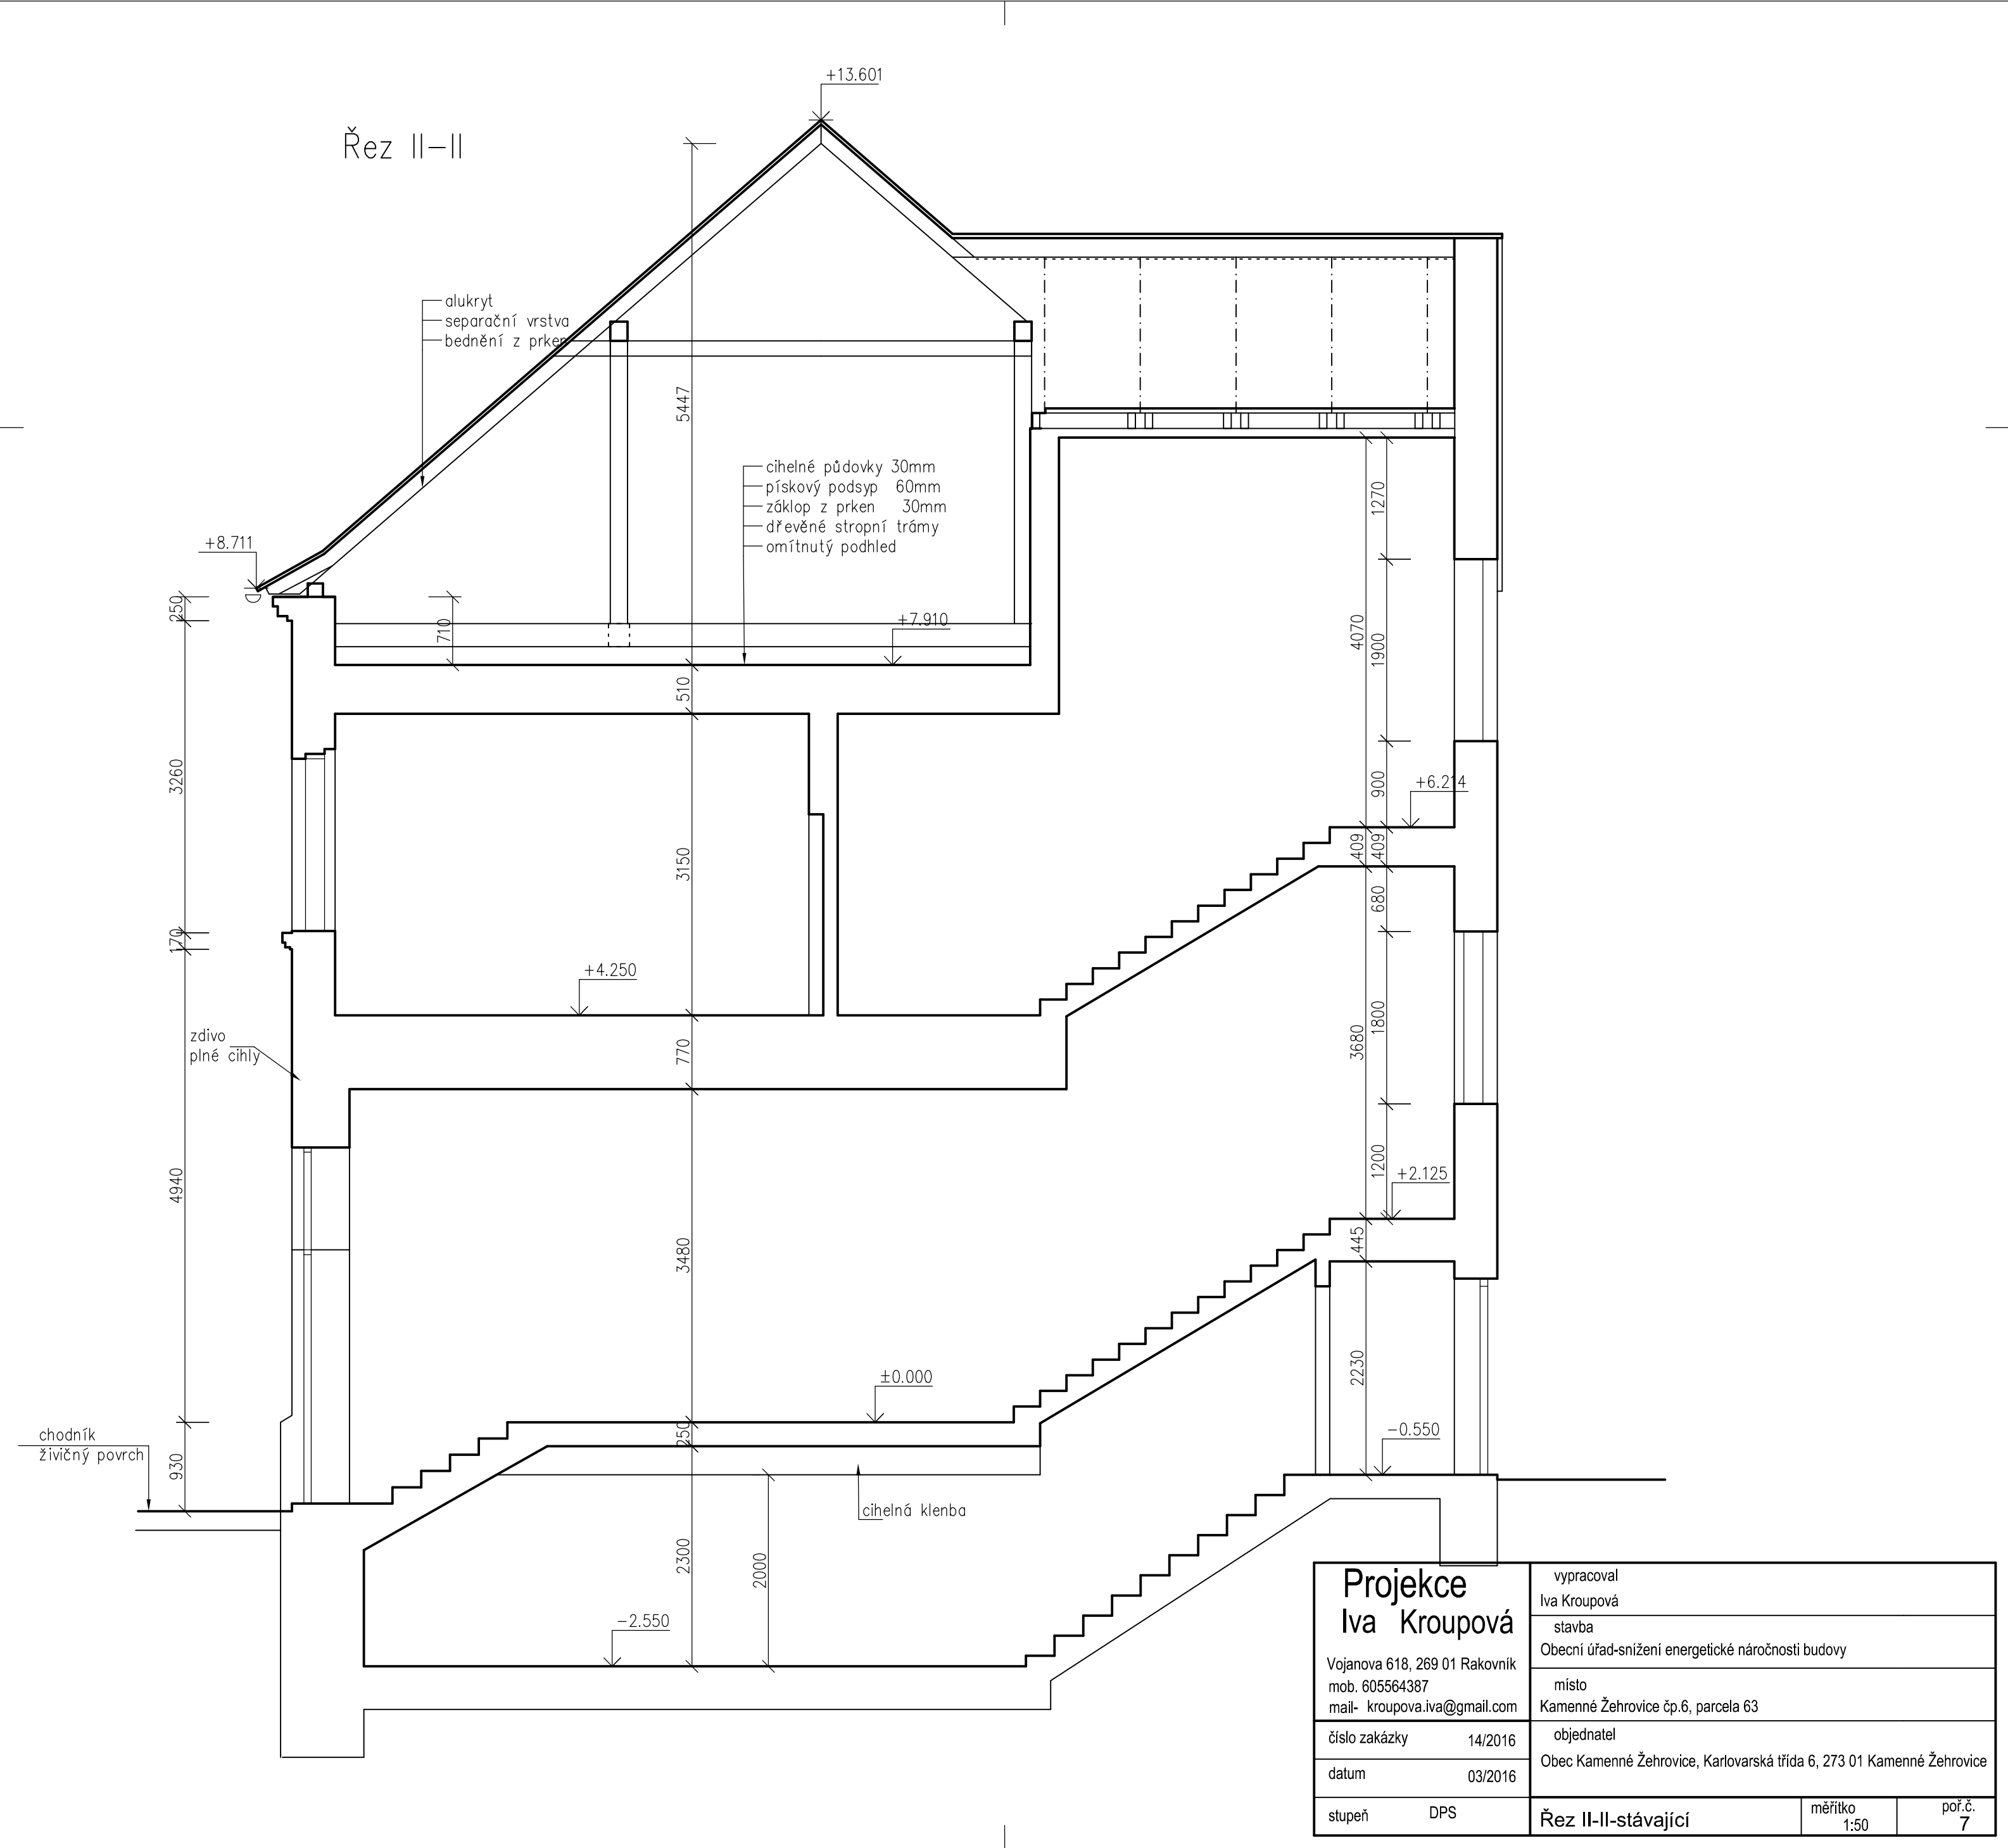 +13.601
Řez II-II
alukryt
separační vrstva
bednění z prken
5447
cihelné půdovky 30mm
pískový podsyp 60mm
záklop z prken 30mm
dřevěné stropní trámy
omítnutý podhled
1270
+8.711
250
710
+7.910
4070
1900
510
3260
900
+6.214
409
409
3150
680
170
+4.250
zdivo
plné cihly
770
3680
1800
4940
1200
+2.125
3480
445
2230
±0.000
250
-0.550
chodník
živičný povrch
930
cihelná klenba
2300
2000
-2.550
Projekce
Iva Kroupová
Vojanova 618, 269 01 Rakovník
mob. 605564387
mail- kroupova.iva@gmail.com
číslo zakázky 14/2016
datum 03/2016
stupeň DPS
vypracoval
Iva Kroupová
stavba
Obecní úřad-snížení energetické náročnosti budovy
místo
Kamenné Žehrovice čp.6, parcela 63
objednatel
Obec Kamenné Žehrovice, Karlovarská třída 6, 273 01 Kamenné Žehrovice
Řez II-II-stávající
měřítko
1:50
poř.č.
7